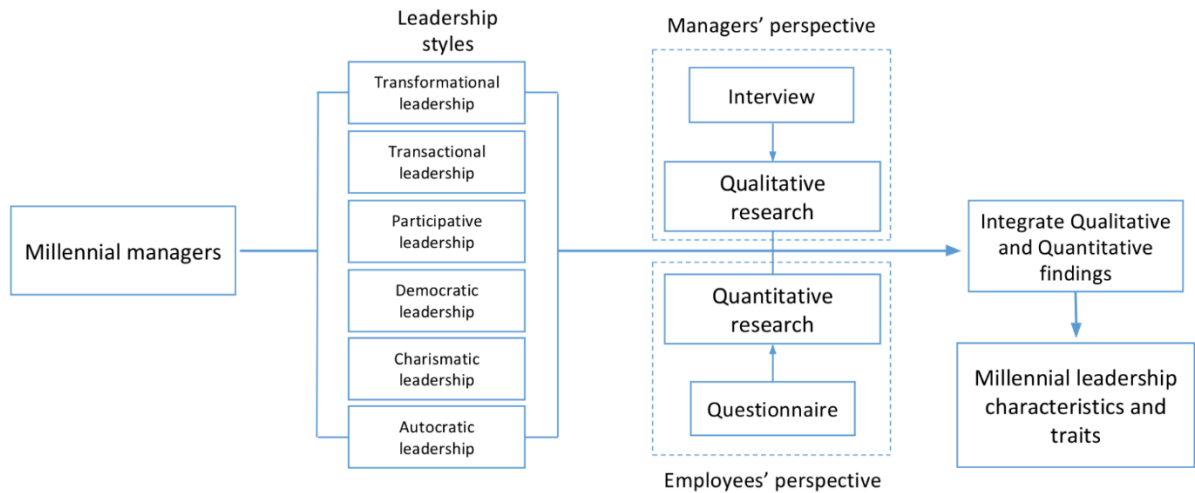 Leadership
styles
Transformational
leadership
Transactional
leadership
Participative
leadership
Democratic
leadership
Charismatic
leadership
Autocratic
leadership
Millennial managers
Managers’ perspective
Interview
Qualitative
research
Quantitative
research
Questionnaire
Employees’ perspective
Integrate Qualitative
and Quantitative
findings
Millennial leadership
characteristics and
traits